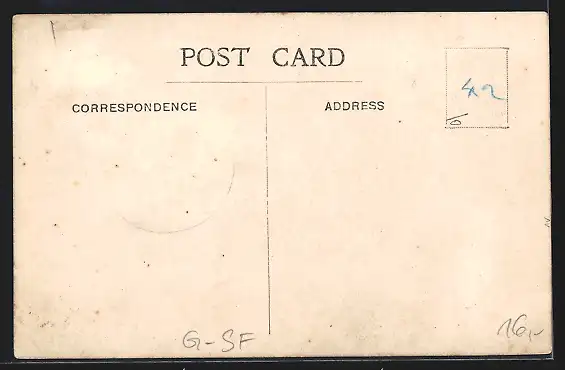 POST CARD
CORRESPONDENCE
ADDRESS
42
G-SF
16,-